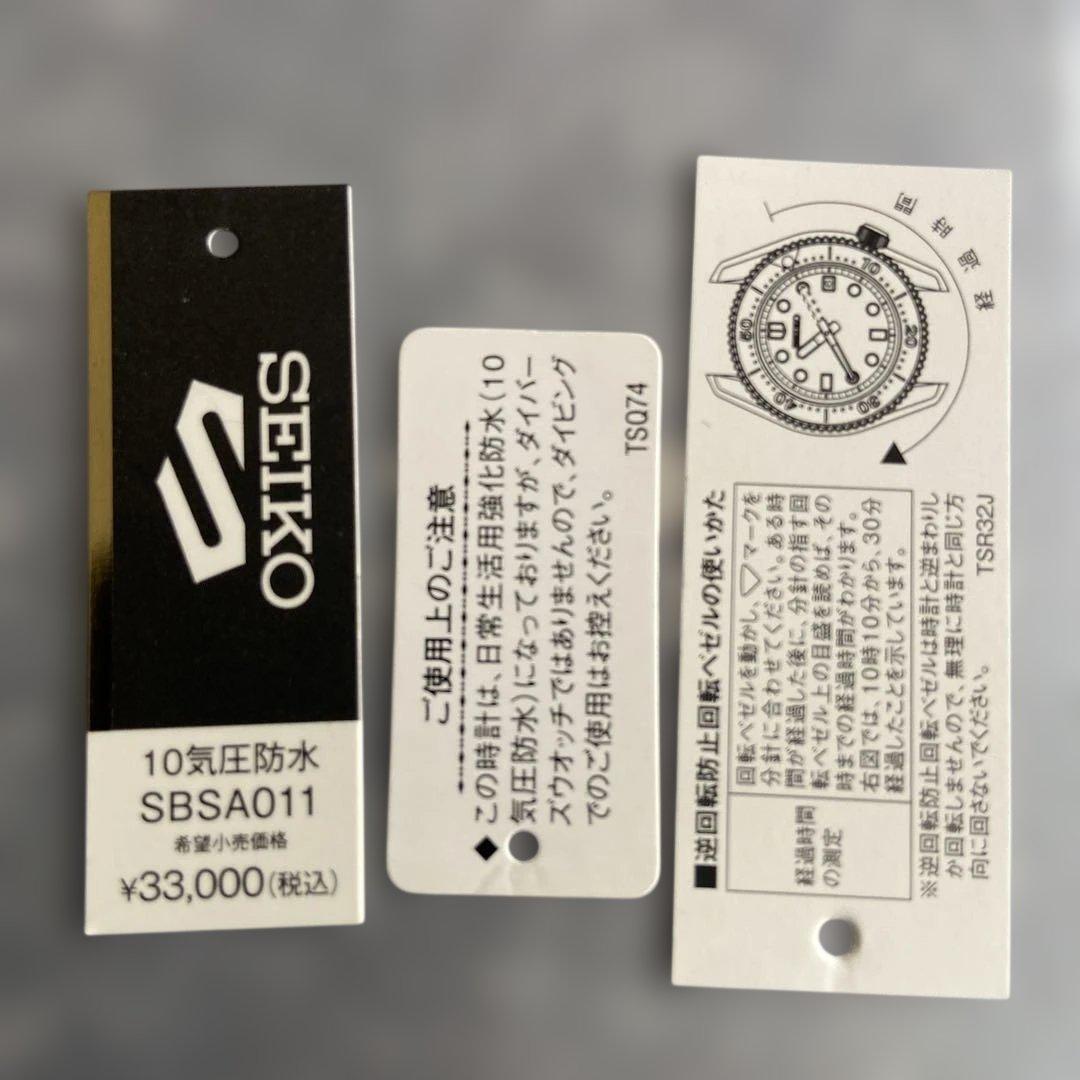 SEIKO
10気圧防水
SBSA011
希望小売価格
¥33,000(税込)
ご使用上のご注意
◆この時計は、日常生活用強化防水(10
気圧防水)になっておりますが、ダイバー
ズウオッチではありませんので、ダイビング
でのご使用はお控えください。
TSQ74
■逆回転防止回転ベゼルの使いかた
経過時間
の測定
回転ベゼルを動かし、▽マークを
分針に合わせてください。ある時
間が経過した後に、分針の指す回
転ベゼル上の目盛を読めば、その
時までの経過時間がわかります。
右図では、10時10分から、30分
経過したことを示しています。
※逆回転防止回転ベゼルは時計と逆まわりし
か回転しませんので、無理に時計と同じ方
向に回さないでください。
TSR32J
経過時間
10
20
30
40
50